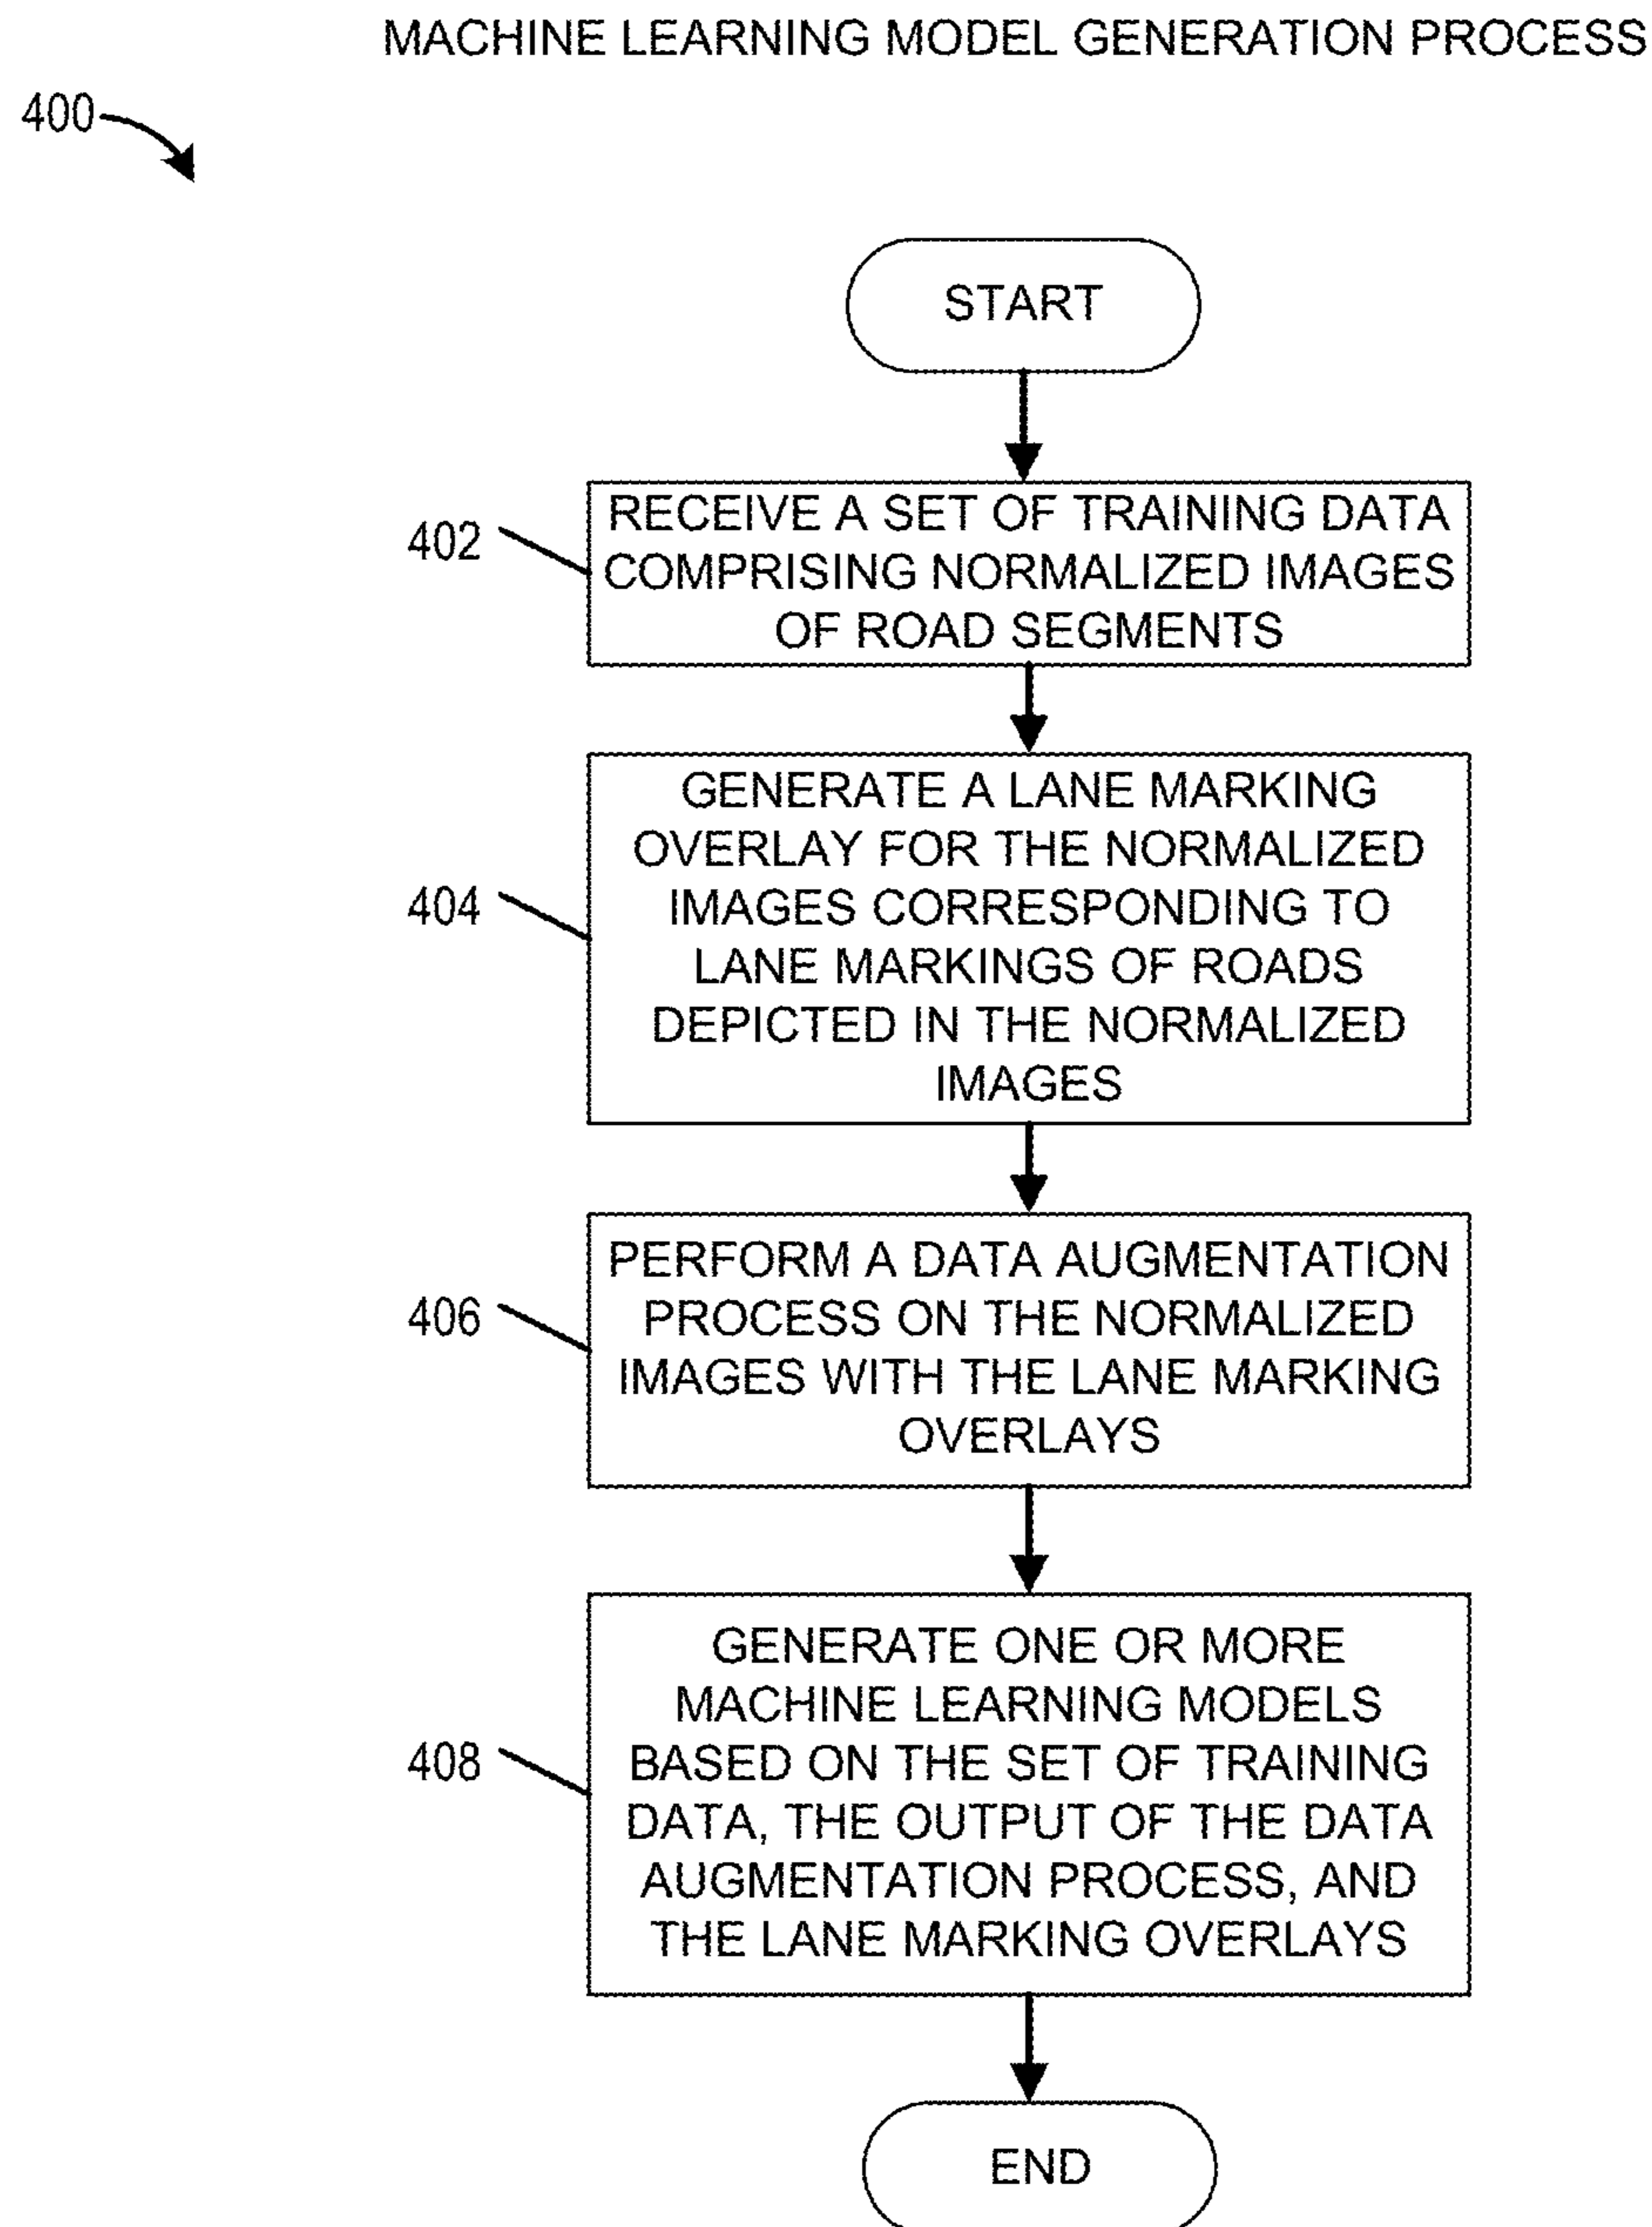 MACHINE LEARNING MODEL GENERATION PROCESS
400
START
402
RECEIVE A SET OF TRAINING DATA
COMPRISING NORMALIZED IMAGES
OF ROAD SEGMENTS
404
GENERATE A LANE MARKING
OVERLAY FOR THE NORMALIZED
IMAGES CORRESPONDING TO
LANE MARKINGS OF ROADS
DEPICTED IN THE NORMALIZED
IMAGES
406
PERFORM A DATA AUGMENTATION
PROCESS ON THE NORMALIZED
IMAGES WITH THE LANE MARKING
OVERLAYS
408
GENERATE ONE OR MORE
MACHINE LEARNING MODELS
BASED ON THE SET OF TRAINING
DATA, THE OUTPUT OF THE DATA
AUGMENTATION PROCESS, AND
THE LANE MARKING OVERLAYS
END